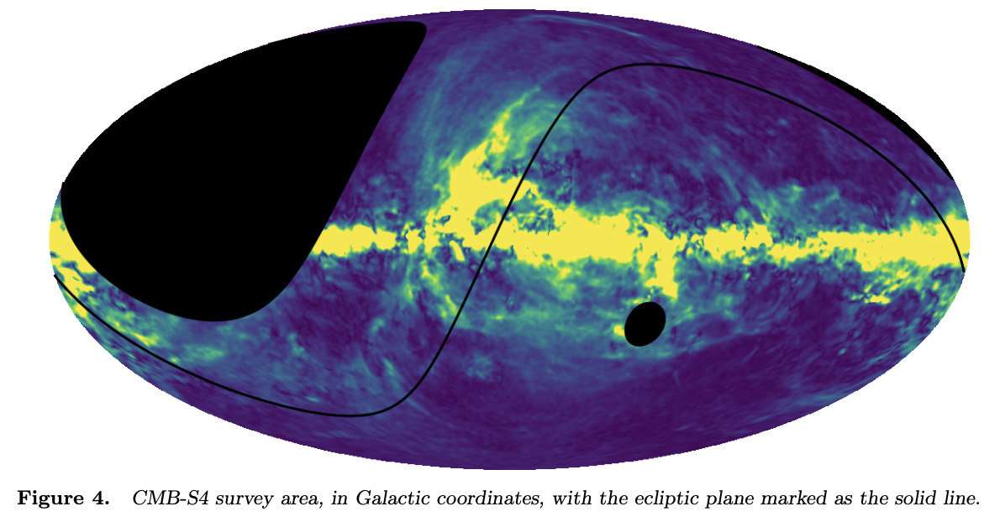 Figure 4. CMB-S4 survey area, in Galactic coordinates, with the ecliptic plane marked as the solid line.